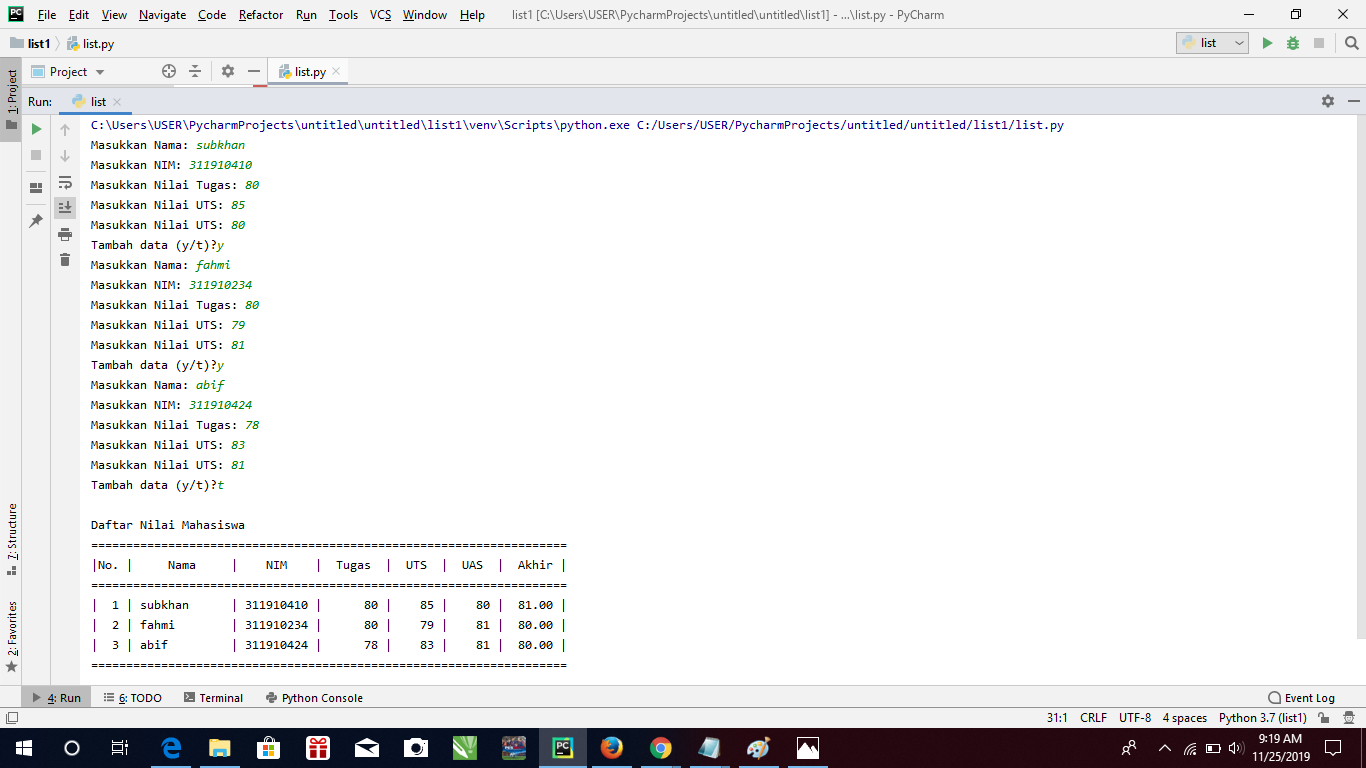 File Edit View Navigate Code Refactor Run Tools VCS Window Help list1 [C:\Users\USER\PycharmProjects\untitled\untitled\list1] - ...\list.py - PyCharm
list1 list.py list
1: Project Project list.py
Run: list
C:\Users\USER\PycharmProjects\untitled\untitled\list1\venv\Scripts\python.exe C:/Users/USER/PycharmProjects/untitled/untitled/list1/list.py
Masukkan Nama: subkhan
Masukkan NIM: 311910410
Masukkan Nilai Tugas: 80
Masukkan Nilai UTS: 85
Masukkan Nilai UTS: 80
Tambah data (y/t)?y
Masukkan Nama: fahmi
Masukkan NIM: 311910234
Masukkan Nilai Tugas: 80
Masukkan Nilai UTS: 79
Masukkan Nilai UTS: 81
Tambah data (y/t)?y
Masukkan Nama: abif
Masukkan NIM: 311910424
Masukkan Nilai Tugas: 78
Masukkan Nilai UTS: 83
Masukkan Nilai UTS: 81
Tambah data (y/t)?t
Daftar Nilai Mahasiswa
====================================================================
|No. |     Nama     |    NIM    |  Tugas  |  UTS  |  UAS  |  Akhir |
====================================================================
|  1 | subkhan      | 311910410 |      80 |    85 |    80 |  81.00 |
|  2 | fahmi        | 311910234 |      80 |    79 |    81 |  80.00 |
|  3 | abif         | 311910424 |      78 |    83 |    81 |  80.00 |
====================================================================
7: Structure
2: Favorites
4: Run 6: TODO Terminal Python Console Event Log
31:1 CRLF UTF-8 4 spaces Python 3.7 (list1)
9:19 AM
11/25/2019